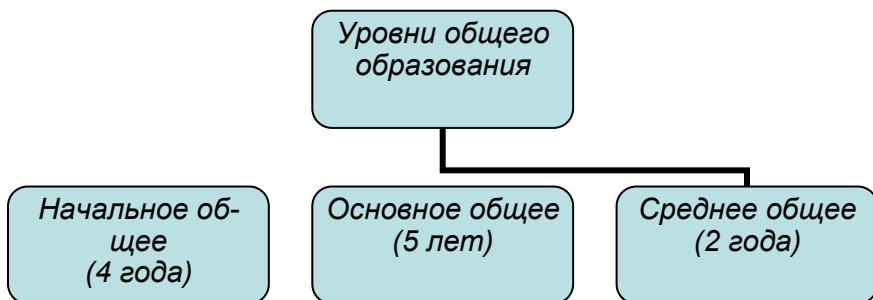 Уровни общего
образования
Начальное об-
щее
(4 года)
Основное общее
(5 лет)
Среднее общее
(2 года)